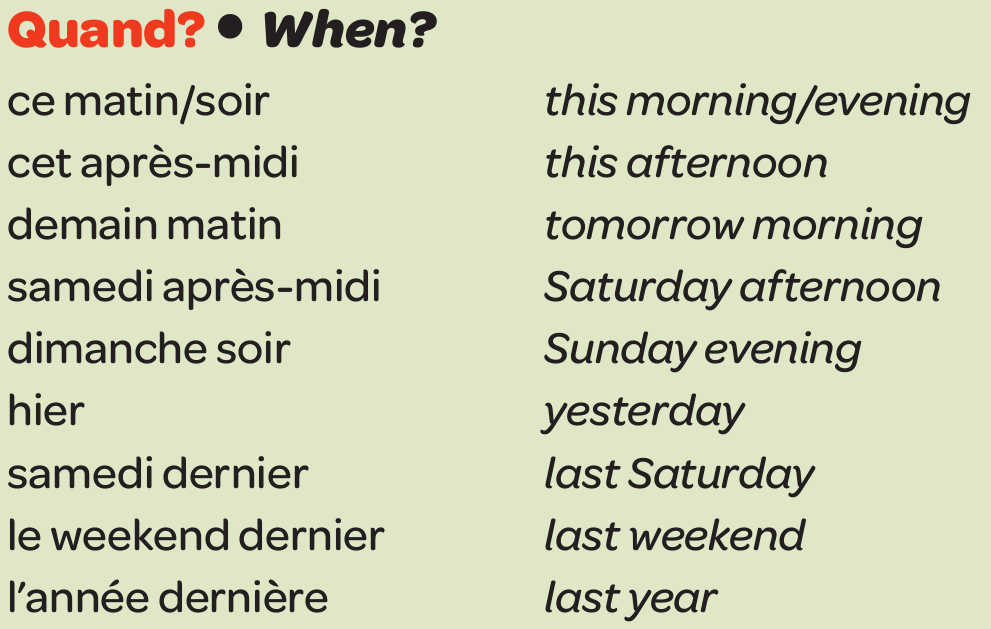 Quand? • When?
ce matin/soir this morning/evening
cet après-midi this afternoon
demain matin tomorrow morning
samedi après-midi Saturday afternoon
dimanche soir Sunday evening
hier yesterday
samedi dernier last Saturday
le weekend dernier last weekend
l’année dernière last year